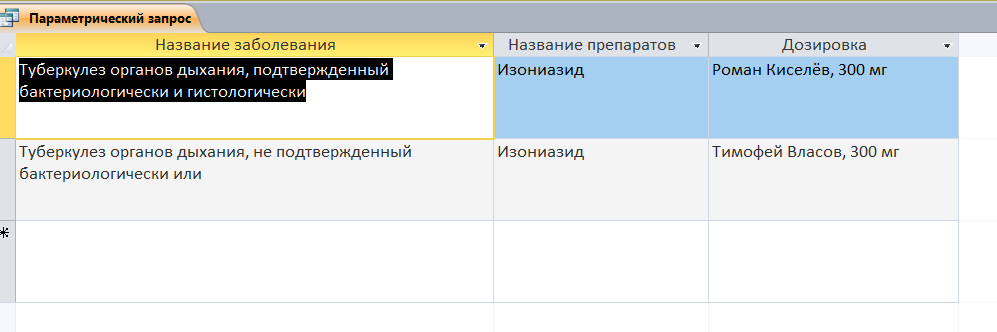 Параметрический запрос
Название заболевания Название препаратов Дозировка
Туберкулез органов дыхания, подтвержденный Изониазид Роман Киселёв, 300 мг
бактериологически и гистологически
Туберкулез органов дыхания, не подтвержденный Изониазид Тимофей Власов, 300 мг
бактериологически или